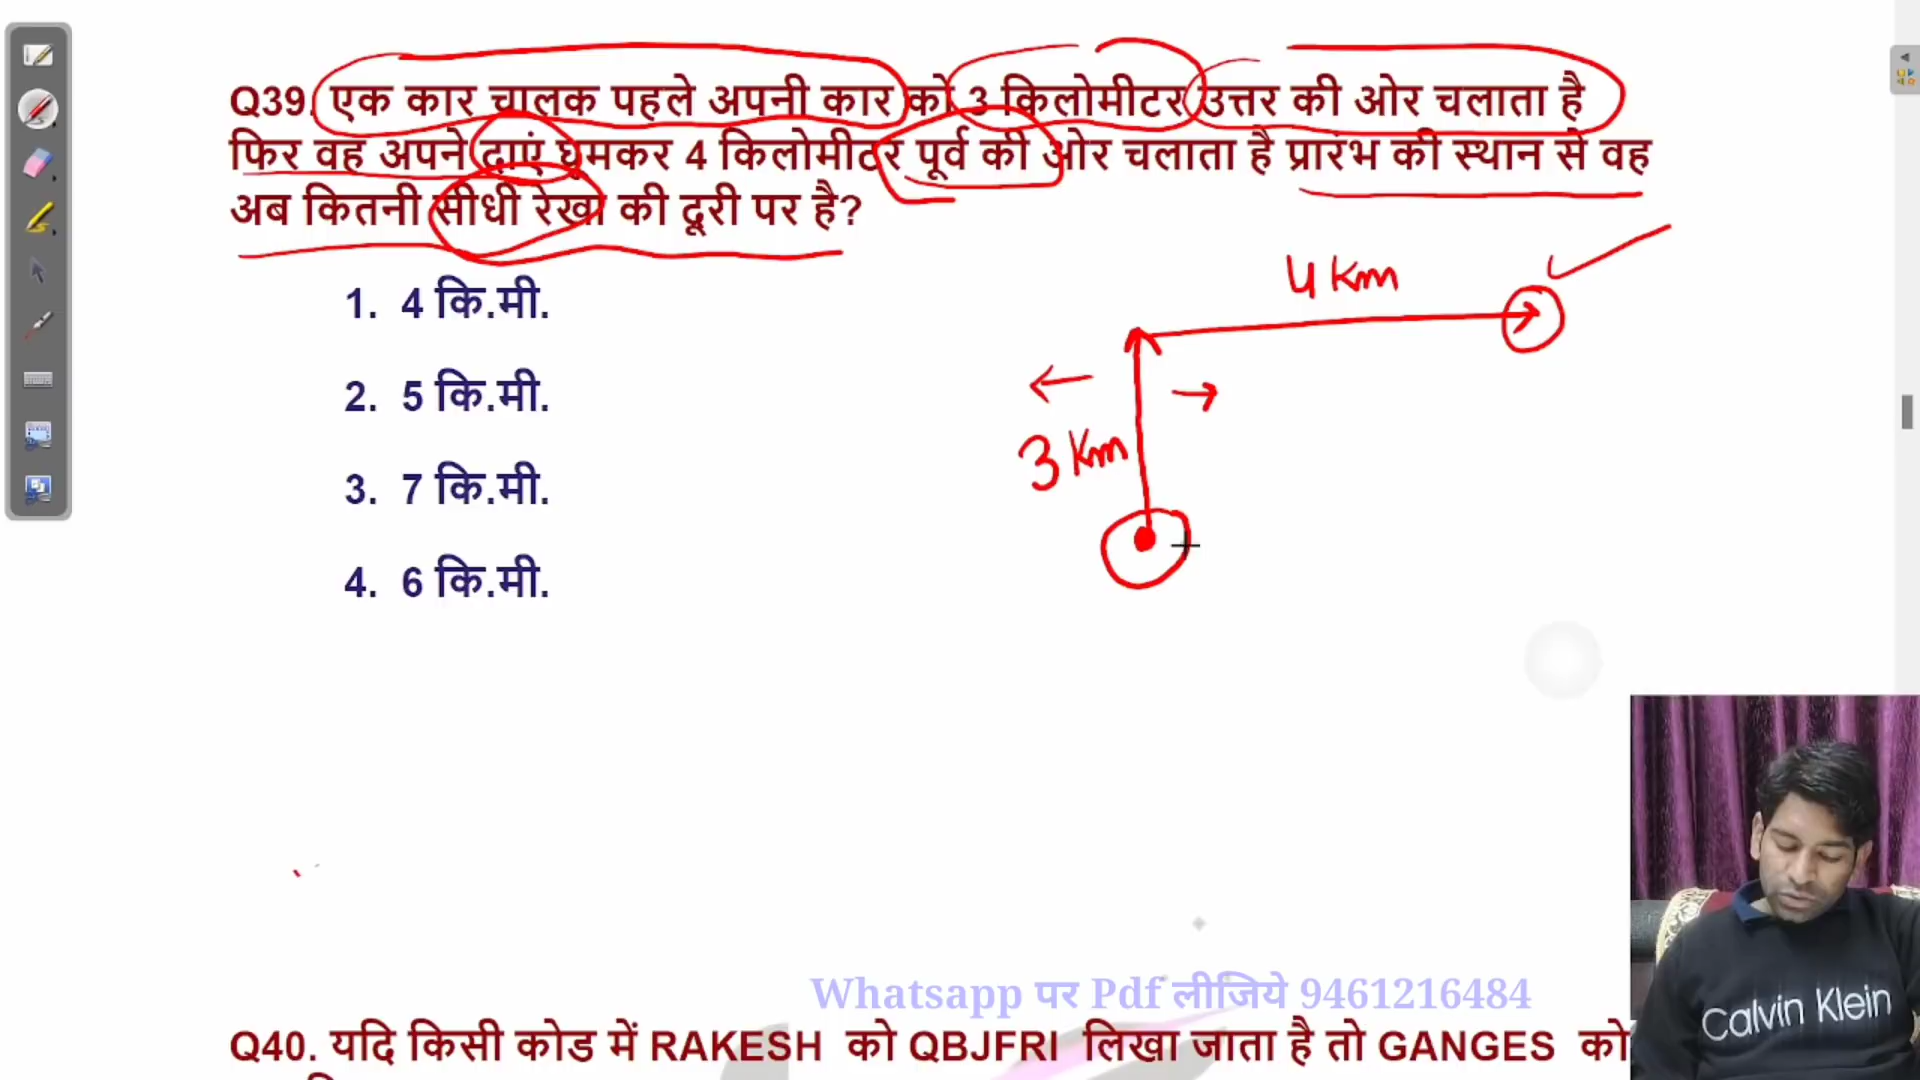 Q39. एक कार चालक पहले अपनी कार को 3 किलोमीटर उत्तर की ओर चलाता है
फिर वह अपने दाएं घुमकर 4 किलोमीटर पूर्व की ओर चलाता है प्रारंभ की स्थान से वह
अब कितनी सीधी रेखा की दूरी पर है?
1. 4 कि.मी.
2. 5 कि.मी.
3. 7 कि.मी.
4. 6 कि.मी.
4 Km
3 Km
Whatsapp पर Pdf लीजिये 9461216484
Calvin Klein
Q40. यदि किसी कोड में RAKESH को QBJFRI लिखा जाता है तो GANGES को